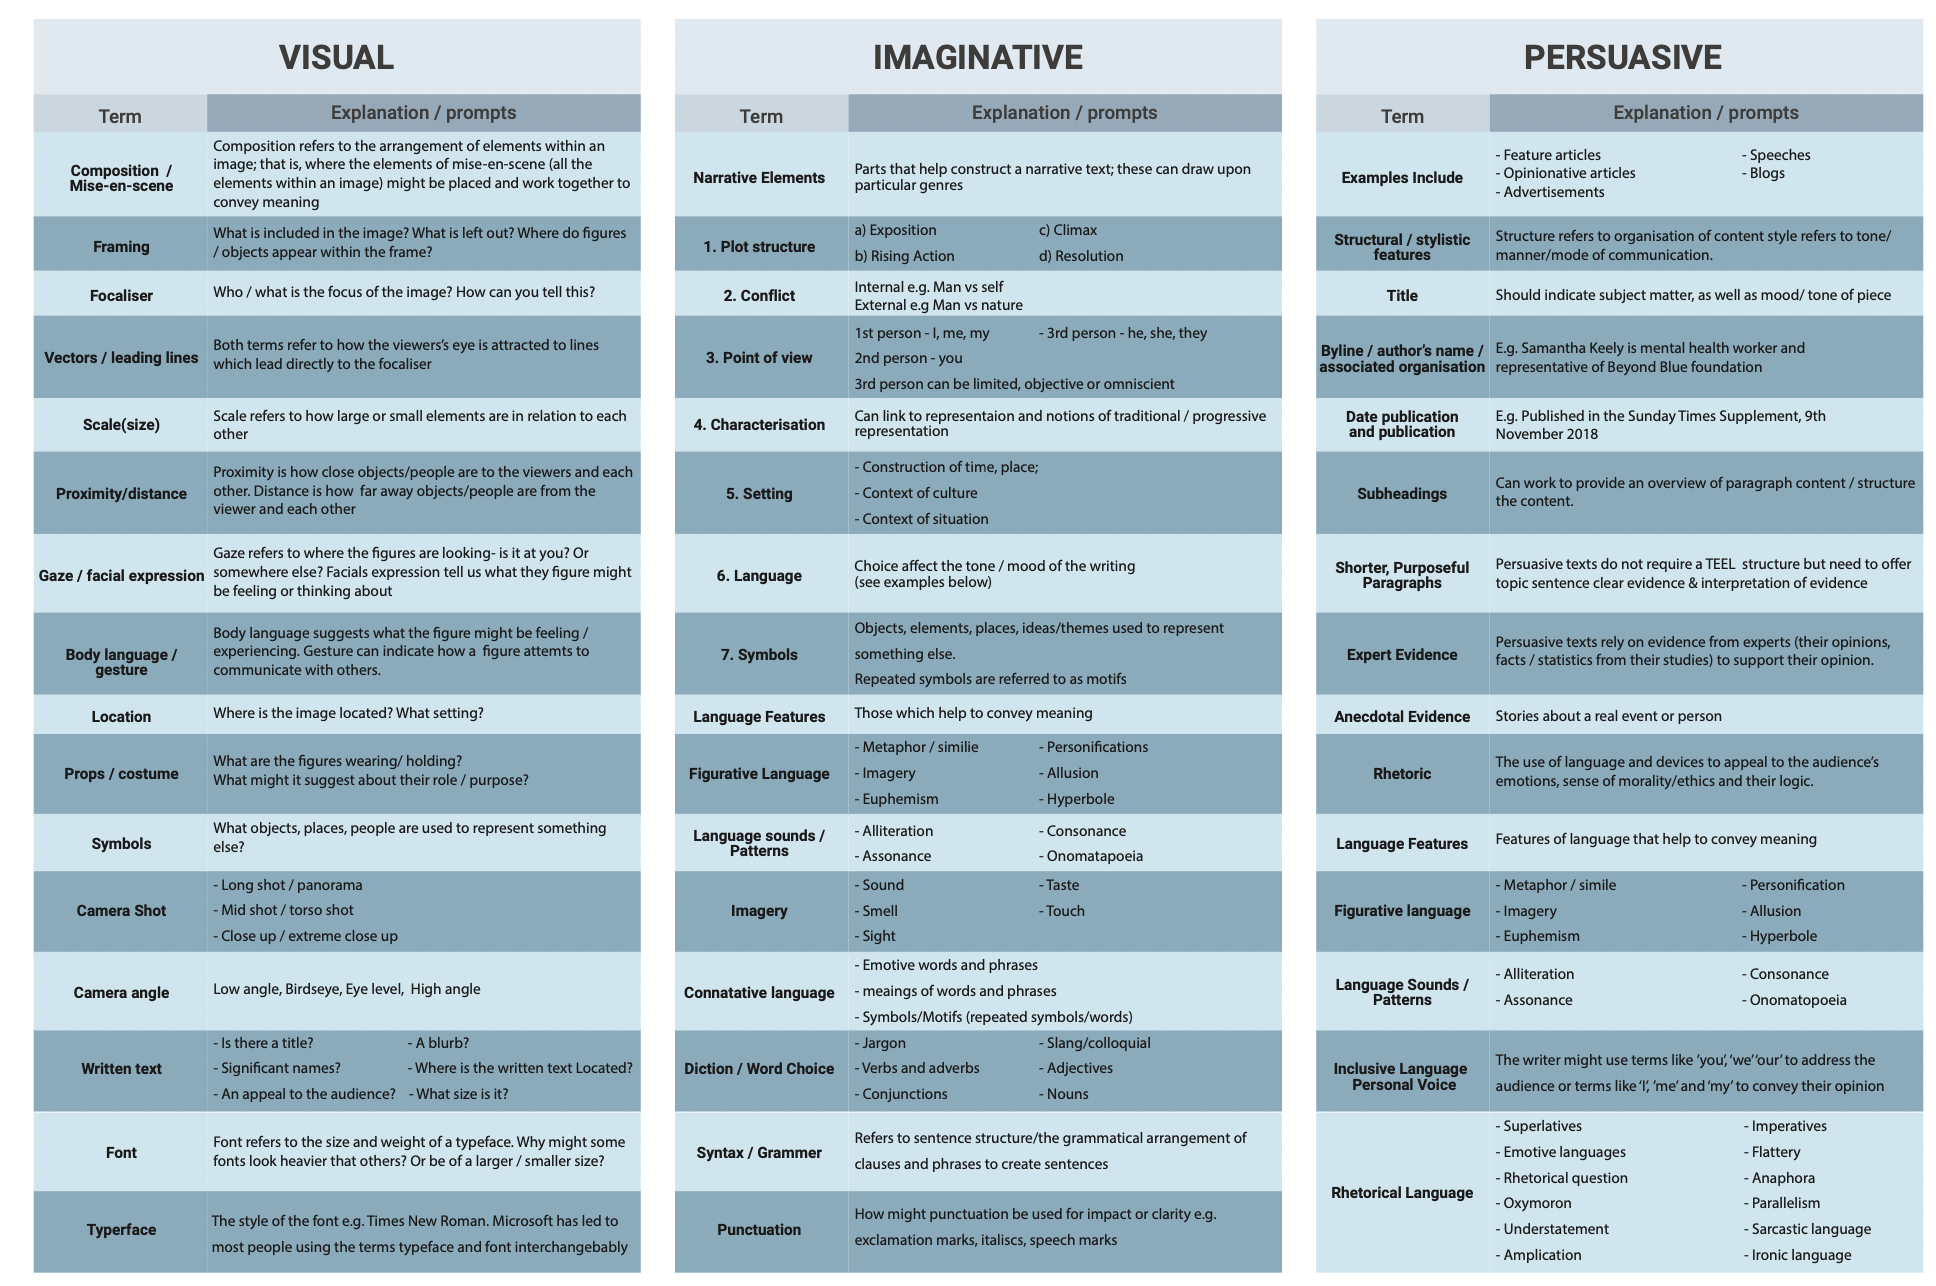 VISUAL
Term
Explanation / prompts
Composition /
Mise-en-scene
Composition refers to the arrangement of elements within an
image; that is, where the elements of mise-en-scene (all the
elements within an image) might be placed and work together to
convey meaning
Framing
What is included in the image? What is left out? Where do figures
/ objects appear within the frame?
Focaliser
Who / what is the focus of the image? How can you tell this?
Vectors / leading lines
Both terms refer to how the viewers's eye is attracted to lines
which lead directly to the focaliser
Scale(size)
Scale refers to how large or small elements are in relation to each
other
Proximity/distance
Proximity is how close objects/people are to the viewers and each
other. Distance is how far away objects/people are from the
viewer and each other
Gaze / facial expression
Gaze refers to where the figures are looking- is it at you? Or
somewhere else? Facials expression tell us what they figure might
be feeling or thinking about
Body language /
gesture
Body language suggests what the figure might be feeling /
experiencing. Gesture can indicate how a figure attemts to
communicate with others.
Location
Where is the image located? What setting?
Props / costume
What are the figures wearing/ holding?
What might it suggest about their role / purpose?
Symbols
What objects, places, people are used to represent something
else?
Camera Shot
- Long shot / panorama
- Mid shot / torso shot
- Close up / extreme close up
Camera angle
Low angle, Birdseye, Eye level, High angle
Written text
- Is there a title? - A blurb?
- Significant names? - Where is the written text Located?
- An appeal to the audience? - What size is it?
Font
Font refers to the size and weight of a typeface. Why might some
fonts look heavier that others? Or be of a larger / smaller size?
Typerface
The style of the font e.g. Times New Roman. Microsoft has led to
most people using the terms typeface and font interchangebably
IMAGINATIVE
Term
Explanation / prompts
Narrative Elements
Parts that help construct a narrative text; these can draw upon
particular genres
1. Plot structure
a) Exposition c) Climax
b) Rising Action d) Resolution
2. Conflict
Internal e.g. Man vs self
External e.g Man vs nature
3. Point of view
1st person - I, me, my - 3rd person - he, she, they
2nd person - you
3rd person can be limited, objective or omniscient
4. Characterisation
Can link to representaion and notions of traditional / progressive
representation
5. Setting
- Construction of time, place;
- Context of culture
- Context of situation
6. Language
Choice affect the tone / mood of the writing
(see examples below)
7. Symbols
Objects, elements, places, ideas/themes used to represent
something else.
Repeated symbols are referred to as motifs
Language Features
Those which help to convey meaning
Figurative Language
- Metaphor / similie - Personifications
- Imagery - Allusion
- Euphemism - Hyperbole
Language sounds /
Patterns
- Alliteration - Consonance
- Assonance - Onomatapoeia
Imagery
- Sound - Taste
- Smell - Touch
- Sight
Connatative language
- Emotive words and phrases
- meaings of words and phrases
- Symbols/Motifs (repeated symbols/words)
Diction / Word Choice
- Jargon - Slang/colloquial
- Verbs and adverbs - Adjectives
- Conjunctions - Nouns
Syntax / Grammer
Refers to sentence structure/the grammatical arrangement of
clauses and phrases to create sentences
Punctuation
How might punctuation be used for impact or clarity e.g.
exclamation marks, italiscs, speech marks
PERSUASIVE
Term
Explanation / prompts
Examples Include
- Feature articles - Speeches
- Opinionative articles - Blogs
- Advertisements
Structural / stylistic
features
Structure refers to organisation of content style refers to tone/
manner/mode of communication.
Title
Should indicate subject matter, as well as mood/ tone of piece
Byline / author's name /
associated organisation
E.g. Samantha Keely is mental health worker and
representative of Beyond Blue foundation
Date publication
and publication
E.g. Published in the Sunday Times Supplement, 9th
November 2018
Subheadings
Can work to provide an overview of paragraph content / structure
the content.
Shorter, Purposeful
Paragraphs
Persuasive texts do not require a TEEL structure but need to offer
topic sentence clear evidence & interpretation of evidence
Expert Evidence
Persuasive texts rely on evidence from experts (their opinions,
facts / statistics from their studies) to support their opinion.
Anecdotal Evidence
Stories about a real event or person
Rhetoric
The use of language and devices to appeal to the audience's
emotions, sense of morality/ethics and their logic.
Language Features
Features of language that help to convey meaning
Figurative language
- Metaphor / simile - Personification
- Imagery - Allusion
- Euphemism - Hyperbole
Language Sounds /
Patterns
- Alliteration - Consonance
- Assonance - Onomatopoeia
Inclusive Language
Personal Voice
The writer might use terms like 'you', 'we' 'our' to address the
audience or terms like 'I', 'me' and 'my' to convey their opinion
Rhetorical Language
- Superlatives - Imperatives
- Emotive languages - Flattery
- Rhetorical question - Anaphora
- Oxymoron - Parallelism
- Understatement - Sarcastic language
- Amplication - Ironic language